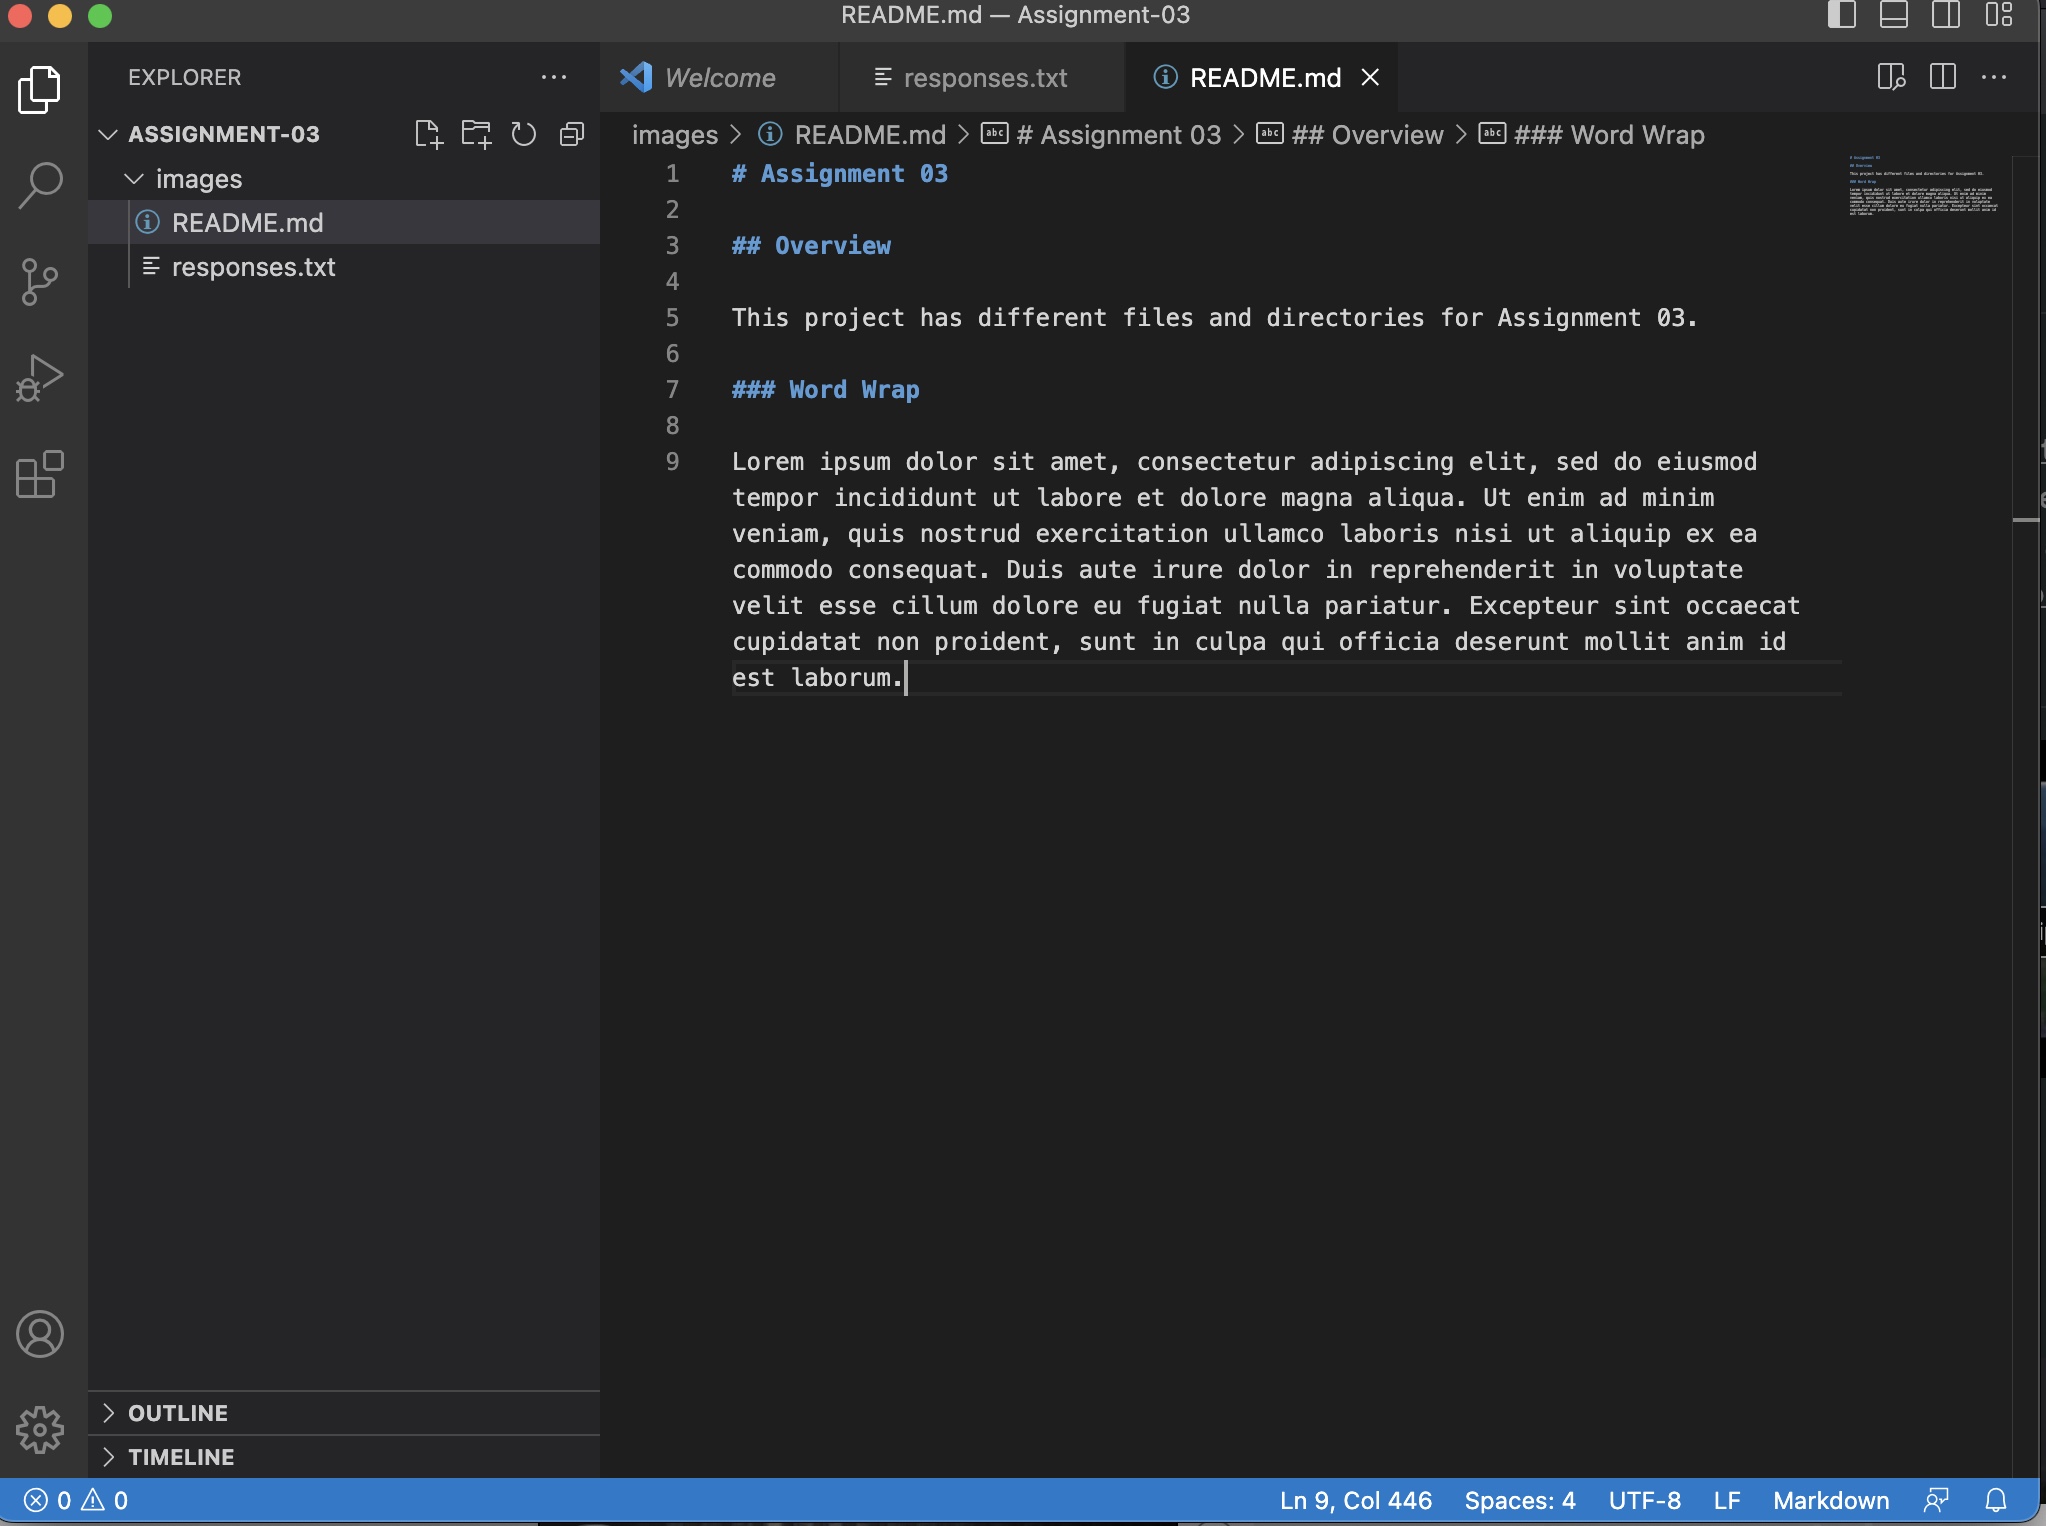 README.md — Assignment-03
EXPLORER
ASSIGNMENT-03
images
README.md
responses.txt
OUTLINE
TIMELINE
Welcome
responses.txt
README.md
images > README.md > # Assignment 03 > ## Overview > ### Word Wrap
1 # Assignment 03
2
3 ## Overview
4
5 This project has different files and directories for Assignment 03.
6
7 ### Word Wrap
8
9 Lorem ipsum dolor sit amet, consectetur adipiscing elit, sed do eiusmod
tempor incididunt ut labore et dolore magna aliqua. Ut enim ad minim
veniam, quis nostrud exercitation ullamco laboris nisi ut aliquip ex ea
commodo consequat. Duis aute irure dolor in reprehenderit in voluptate
velit esse cillum dolore eu fugiat nulla pariatur. Excepteur sint occaecat
cupidatat non proident, sunt in culpa qui officia deserunt mollit anim id
est laborum.
0 0
Ln 9, Col 446 Spaces: 4 UTF-8 LF Markdown